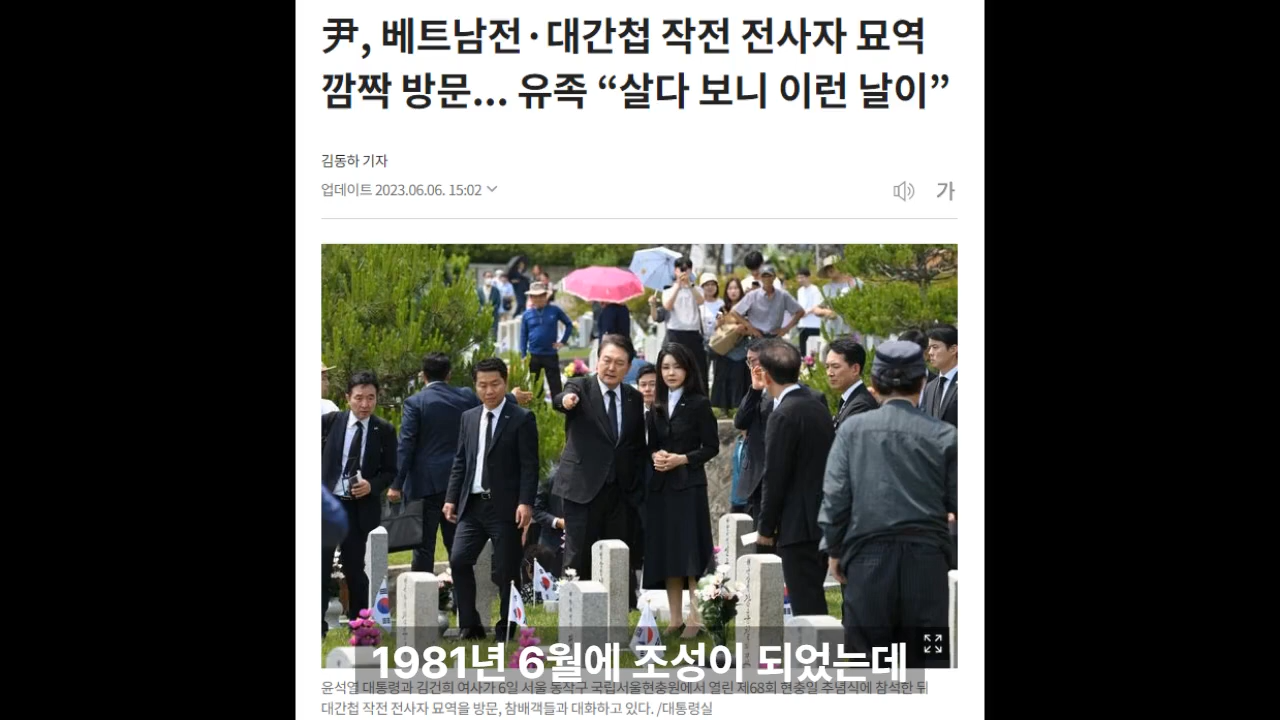 尹, 베트남전·대간첩 작전 전사자 묘역
깜짝 방문... 유족 “살다 보니 이런 날이”
김동하 기자
업데이트 2023.06.06. 15:02
가
1981년 6월에 조성이 되었는데
윤석열 대통령과 김건희 여사가 6일 서울 동작구 국립서울현충원에서 열린 제68회 현충일 추념식에 참석한 뒤
대간첩 작전 전사자 묘역을 방문, 참배객들과 대화하고 있다. /대통령실